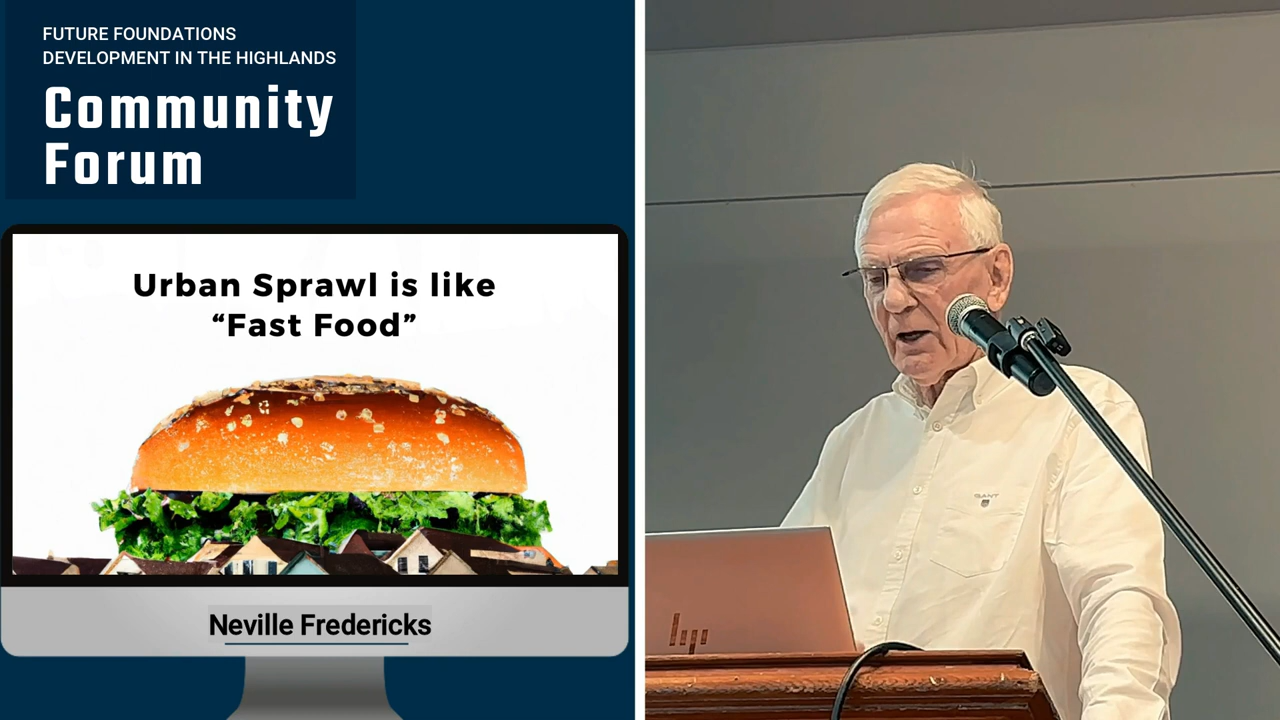 FUTURE FOUNDATIONS
DEVELOPMENT IN THE HIGHLANDS
Community
Forum
Urban Sprawl is like
“Fast Food”
Neville Fredericks
GANT
hp